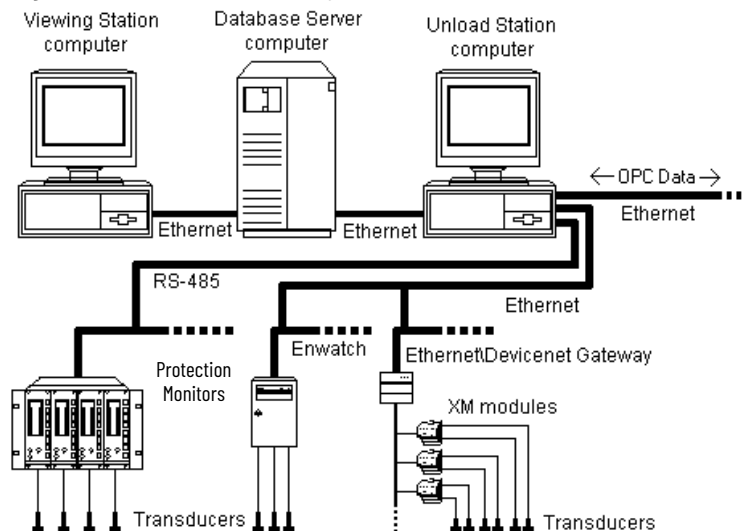 Viewing Station
computer
Database Server
computer
Unload Station
computer
←OPC Data→
Ethernet
Ethernet
Ethernet
RS-485
Ethernet
Protection
Monitors
Enwatch
Ethernet\Devicenet Gateway
XM modules
Transducers
Transducers